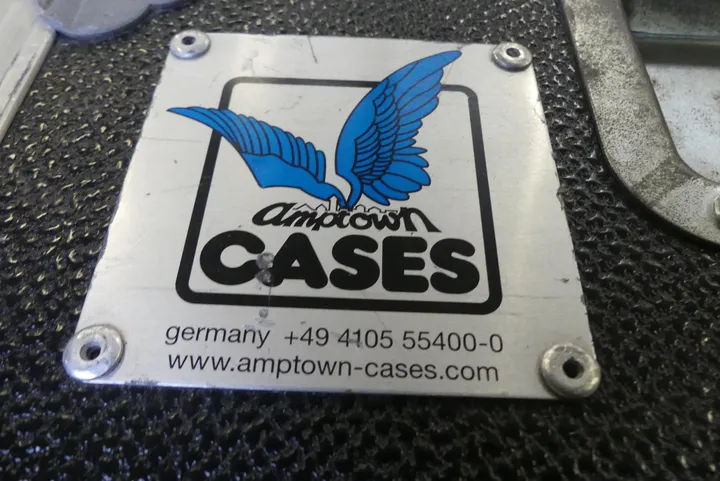 amptown
CASES
germany +49 4105 55400-0
www.amptown-cases.com